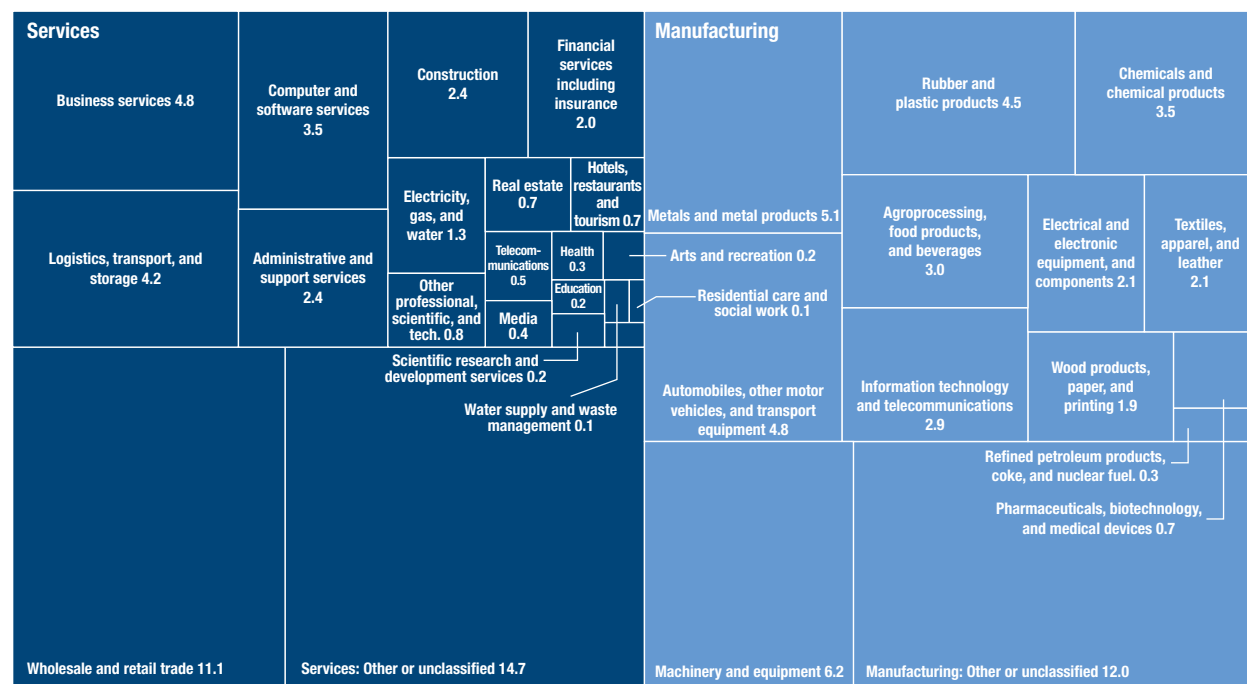 Services
Business services 4.8
Logistics, transport, and
storage 4.2
Computer and
software services
3.5
Administrative and
support services
2.4
Construction
2.4
Financial
services
including
insurance
2.0
Electricity,
gas, and
water 1.3
Other
professional,
scientific, and
tech. 0.8
Real estate
0.7
Hotels,
restaurants
and
tourism 0.7
Telecom-
munications
0.5
Media
0.4
Health
0.3
Education
0.2
Arts and recreation 0.2
Residential care and
social work 0.1
Scientific research and
development services 0.2
Water supply and waste
management 0.1
Wholesale and retail trade 11.1
Services: Other or unclassified 14.7
Manufacturing
Metals and metal products 5.1
Automobiles, other motor
vehicles, and transport
equipment 4.8
Rubber and
plastic products 4.5
Chemicals and
chemical products
3.5
Agroprocessing,
food products,
and beverages
3.0
Electrical and
electronic
equipment, and
components 2.1
Textiles,
apparel, and
leather
2.1
Information technology
and telecommunications
2.9
Wood products,
paper, and
printing 1.9
Refined petroleum products,
coke, and nuclear fuel. 0.3
Pharmaceuticals, biotechnology,
and medical devices 0.7
Machinery and equipment 6.2
Manufacturing: Other or unclassified 12.0